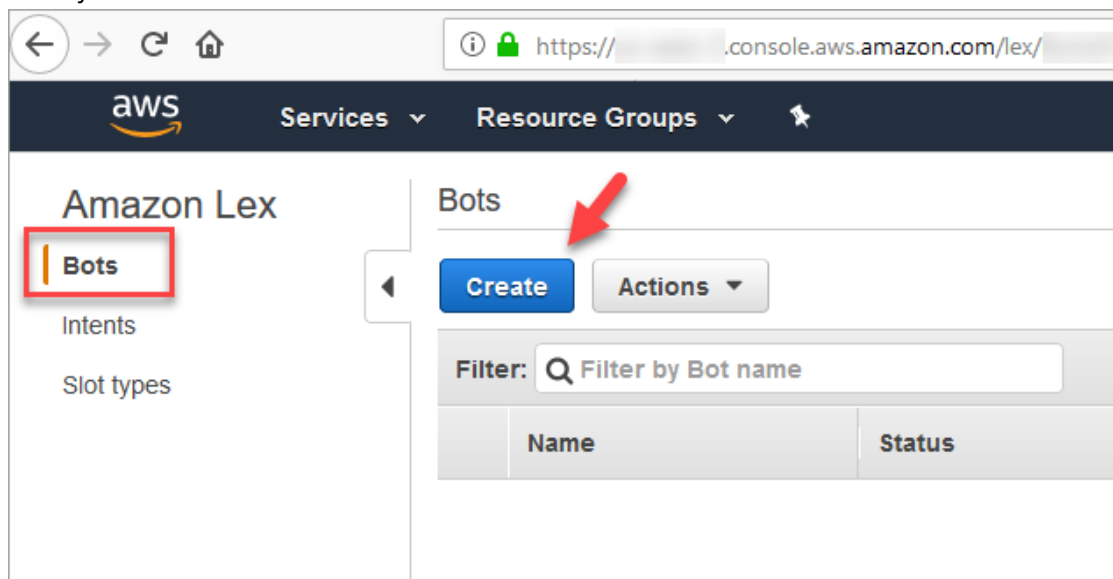 https:// .console.aws.amazon.com/lex/
aws Services Resource Groups
Amazon Lex
Bots
Intents
Slot types
Bots
Create Actions
Filter: Filter by Bot name
Name Status